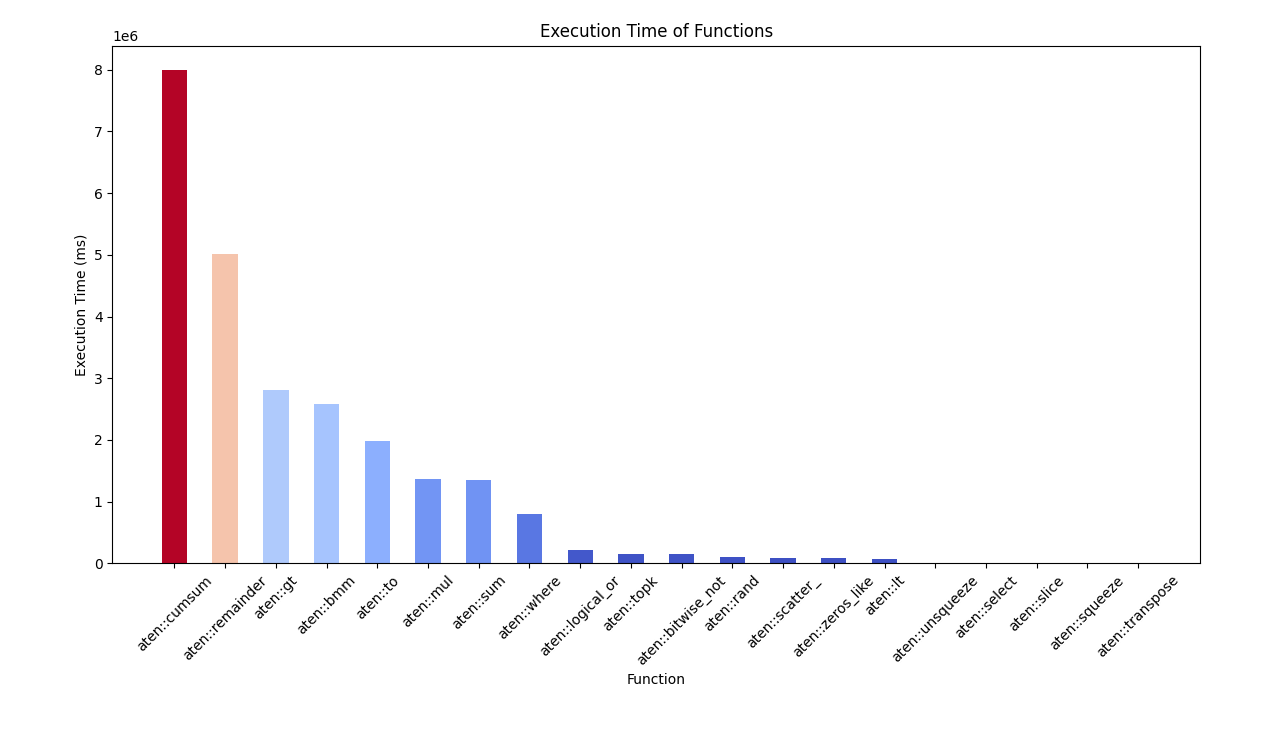 Execution Time of Functions
1e6
8
7
6
5
4
3
2
1
0
Execution Time (ms)
aten::cumsum
aten::remainder
aten::gt
aten::bmm
aten::to
aten::mul
aten::sum
aten::where
aten::logical_or
aten::topk
aten::bitwise_not
aten::rand
aten::scatter_
aten::zeros_like
aten::lt
aten::unsqueeze
aten::select
aten::slice
aten::squeeze
aten::transpose
Function